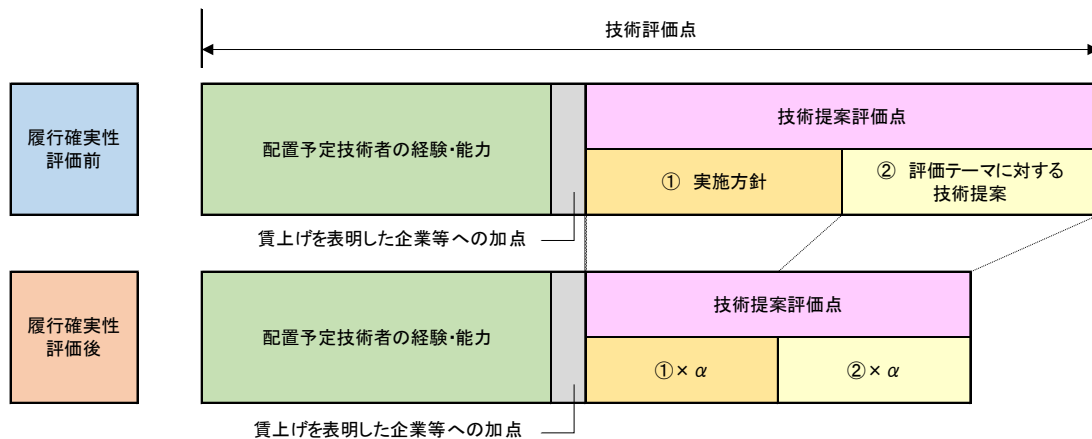 技術評価点
履行確実性
評価前
配置予定技術者の経験・能力
技術提案評価点
① 実施方針
② 評価テーマに対する
技術提案
賃上げを表明した企業等への加点
履行確実性
評価後
配置予定技術者の経験・能力
技術提案評価点
①× α
②× α
賃上げを表明した企業等への加点